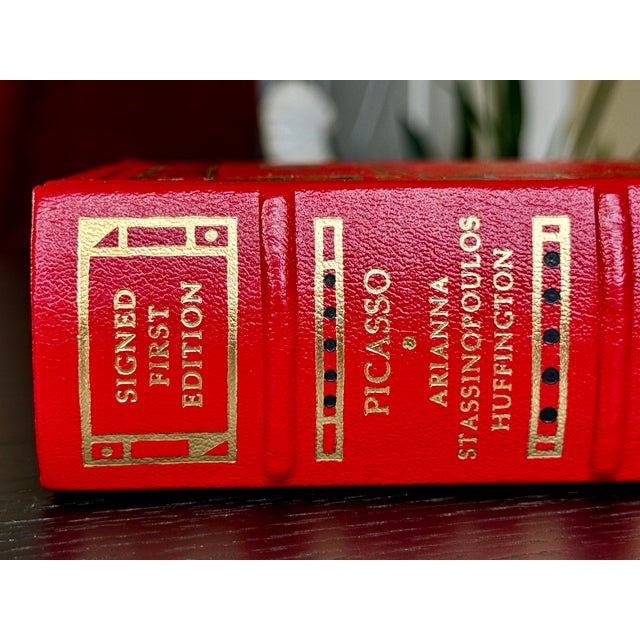 SIGNED
FIRST
EDITION
PICASSO
ARIANNA
STASSINOPOULOS
HUFFINGTON